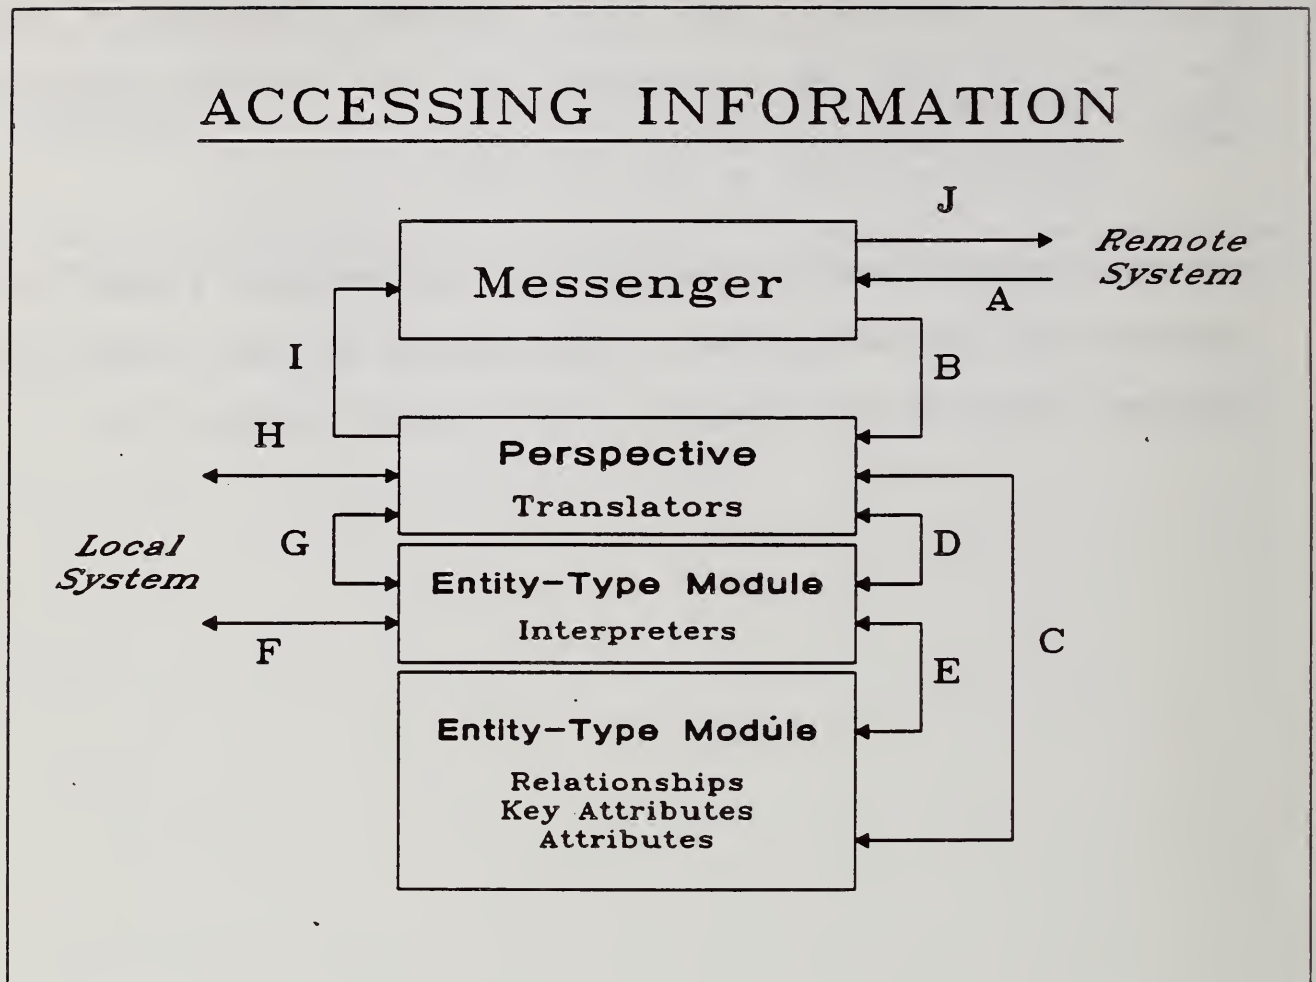 ACCESSING INFORMATION
J
Remote
System
Messenger
A
I
B
H
Perspective
Translators
Local
System
G
D
Entity-Type Module
Interpreters
F
C
E
Entity-Type Module
Relationships
Key Attributes
Attributes